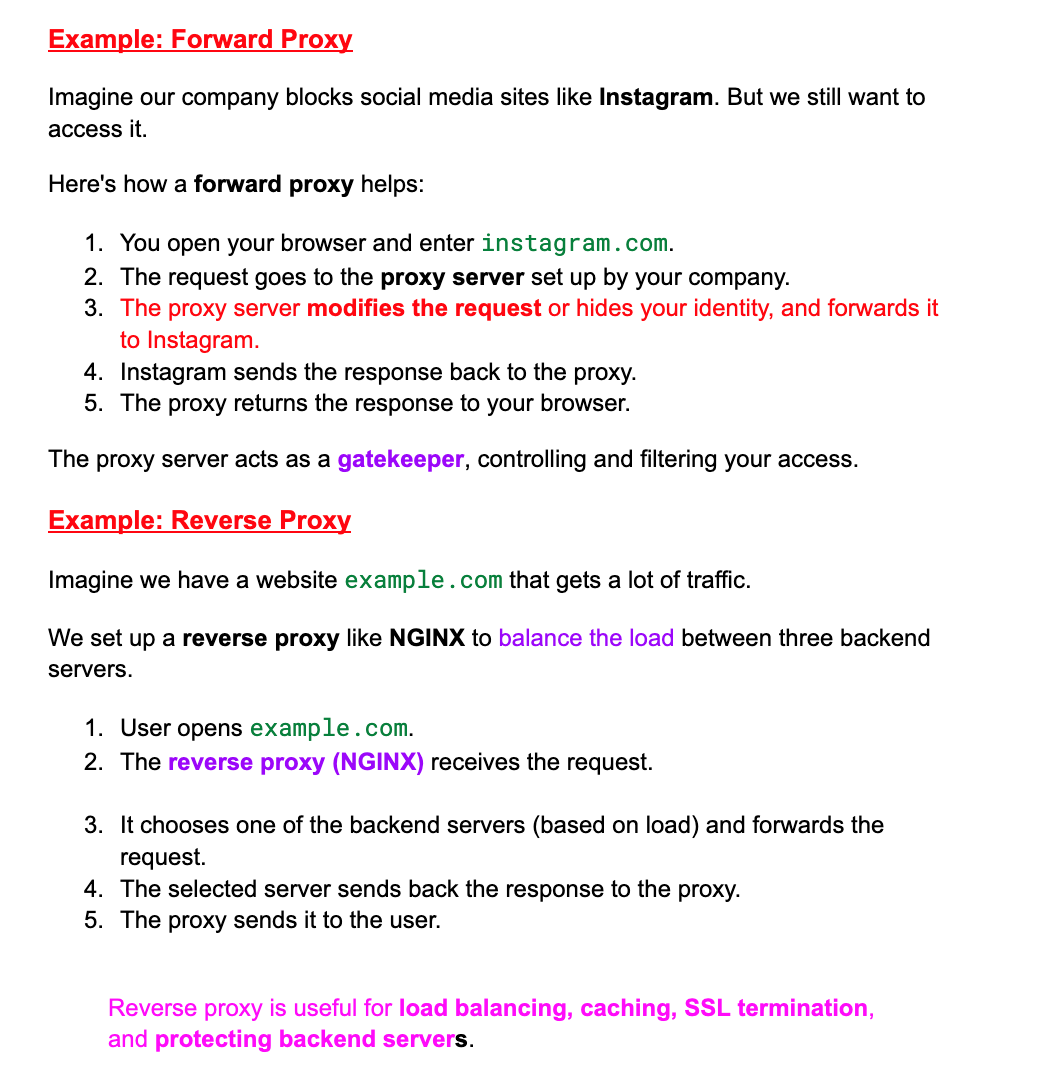 Example: Forward Proxy
Imagine our company blocks social media sites like Instagram. But we still want to
access it.
Here's how a forward proxy helps:
1. You open your browser and enter instagram.com.
2. The request goes to the proxy server set up by your company.
3. The proxy server modifies the request or hides your identity, and forwards it
to Instagram.
4. Instagram sends the response back to the proxy.
5. The proxy returns the response to your browser.
The proxy server acts as a gatekeeper, controlling and filtering your access.
Example: Reverse Proxy
Imagine we have a website example.com that gets a lot of traffic.
We set up a reverse proxy like NGINX to balance the load between three backend
servers.
1. User opens example.com.
2. The reverse proxy (NGINX) receives the request.
3. It chooses one of the backend servers (based on load) and forwards the
request.
4. The selected server sends back the response to the proxy.
5. The proxy sends it to the user.
Reverse proxy is useful for load balancing, caching, SSL termination,
and protecting backend servers.